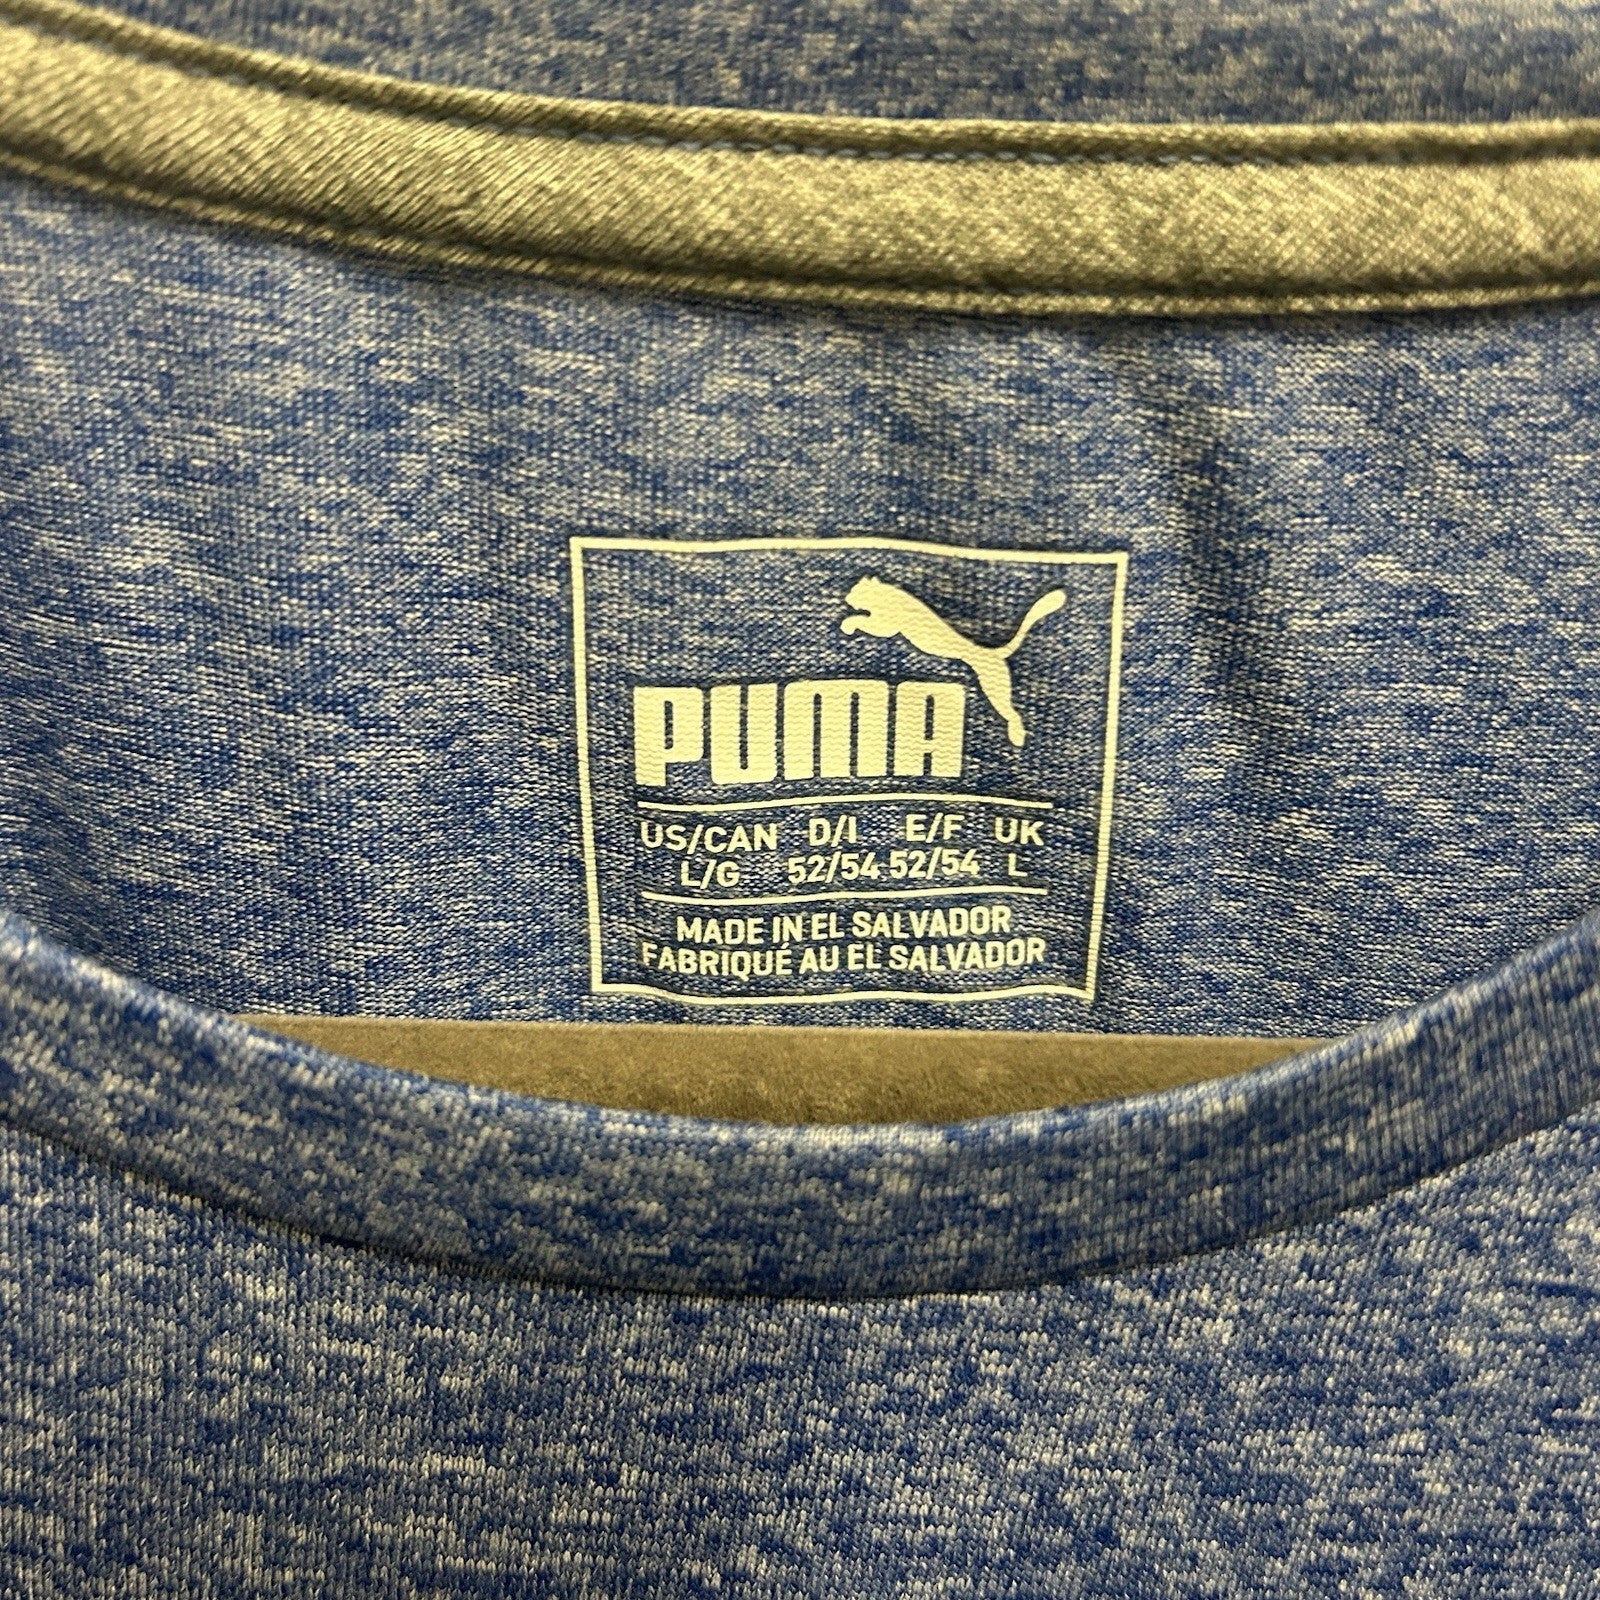 PUMA
US/CAN D/I E/F UK
L/G 52/54 52/54 L
MADE IN EL SALVADOR
FABRIQUÉ AU EL SALVADOR